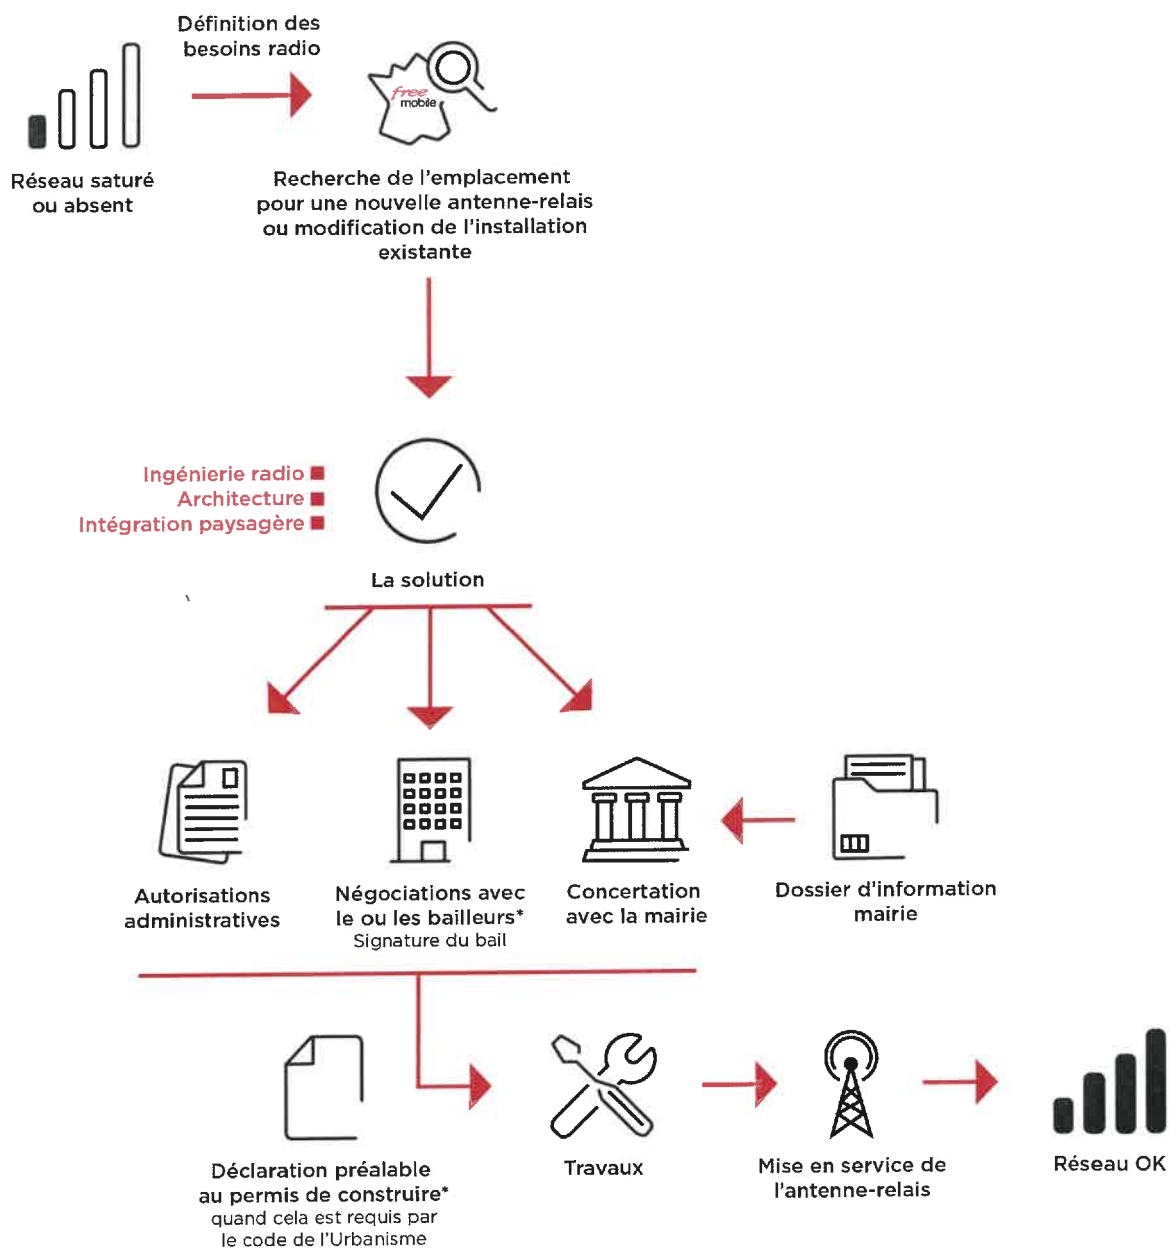 Définition des
besoins radio
free
mobile
Réseau saturé
ou absent
Recherche de l'emplacement
pour une nouvelle antenne-relais
ou modification de l'installation
existante
Ingénierie radio
Architecture
Intégration paysagère
La solution
Autorisations
administratives
Négociations avec
le ou les bailleurs*
Signature du bail
Concertation
avec la mairie
Dossier d'information
mairie
Déclaration préalable
au permis de construire*
quand cela est requis par
le code de l'Urbanisme
Travaux
Mise en service de
l'antenne-relais
Réseau OK